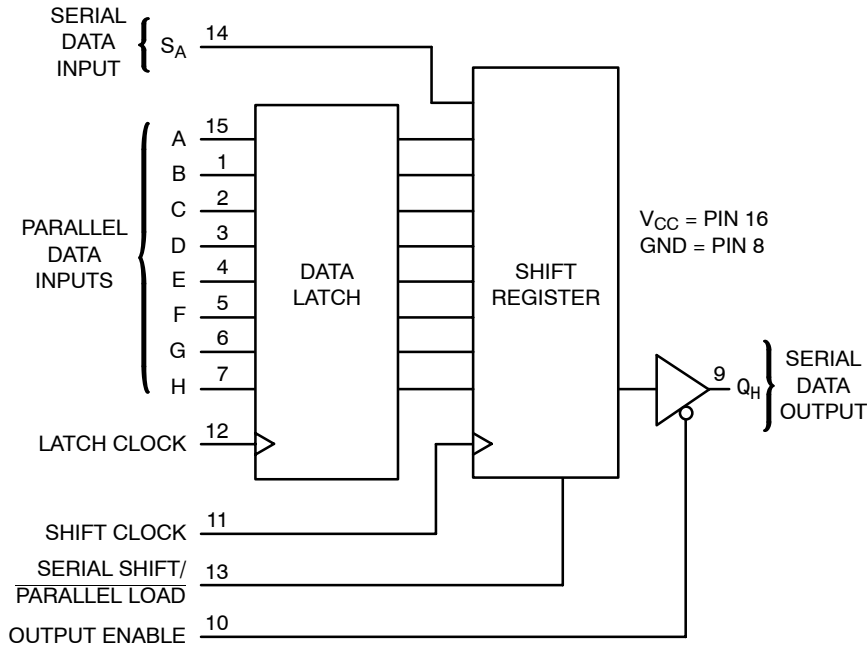 SERIAL
DATA
INPUT
SA
14
PARALLEL
DATA
INPUTS
A 15
B 1
C 2
D 3
E 4
F 5
G 6
H 7
DATA
LATCH
SHIFT
REGISTER
VCC = PIN 16
GND = PIN 8
9 QH
SERIAL
DATA
OUTPUT
LATCH CLOCK 12
SHIFT CLOCK 11
SERIAL SHIFT/
PARALLEL LOAD 13
OUTPUT ENABLE 10